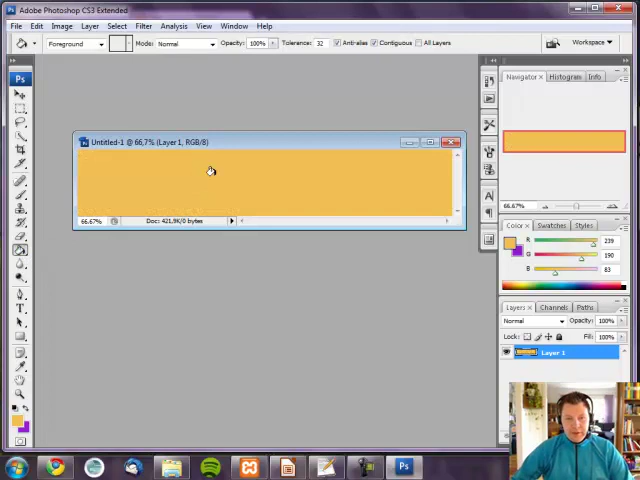 Adobe Photoshop CS3 Extended
File Edit Image Layer Select Filter Analysis View Window Help
Foreground Mode: Normal Opacity: 100% Tolerance: 32 Anti-alias Contiguous All Layers Workspace
Ps
Navigator Histogram Info
Untitled-1 @ 66,7% (Layer 1, RGB/8)
66.67% Doc: 421,9K/0 bytes
66.67%
Color Swatches Styles
R 239
G 190
B 83
Layers Channels Paths
Normal Opacity: 100%
Lock: Fill: 100%
Layer 1
T
A
Ps